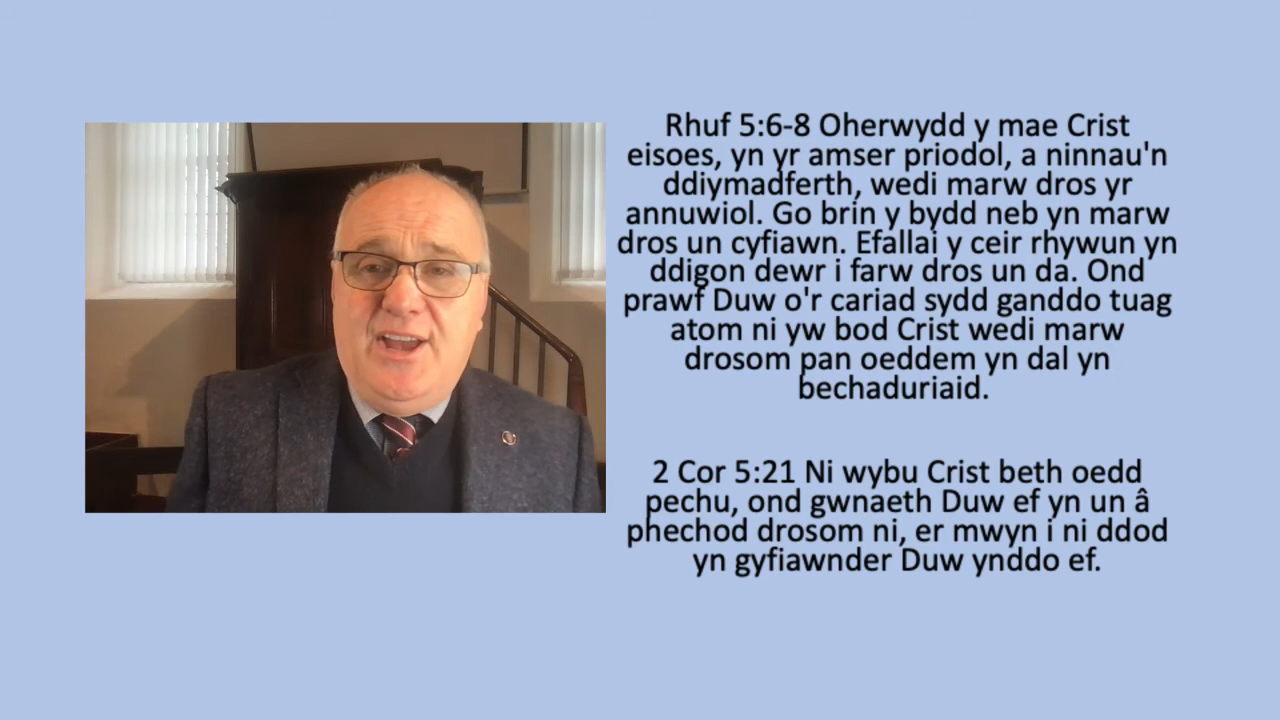 Rhuf 5:6-8 Oherwydd y mae Crist
eisoes, yn yr amser priodol, a ninnau'n
ddiymadferth, wedi marw dros yr
annuwiol. Go brin y bydd neb yn marw
dros un cyfiawn. Efallai y ceir rhywun yn
ddigon dewr i farw dros un da. Ond
prawf Duw o'r cariad sydd ganddo tuag
atom ni yw bod Crist wedi marw
drosom pan oeddem yn dal yn
bechaduriaid.
2 Cor 5:21 Ni wybu Crist beth oedd
pechu, ond gwnaeth Duw ef yn un â
phechod drosom ni, er mwyn i ni ddod
yn gyfiawnder Duw ynddo ef.